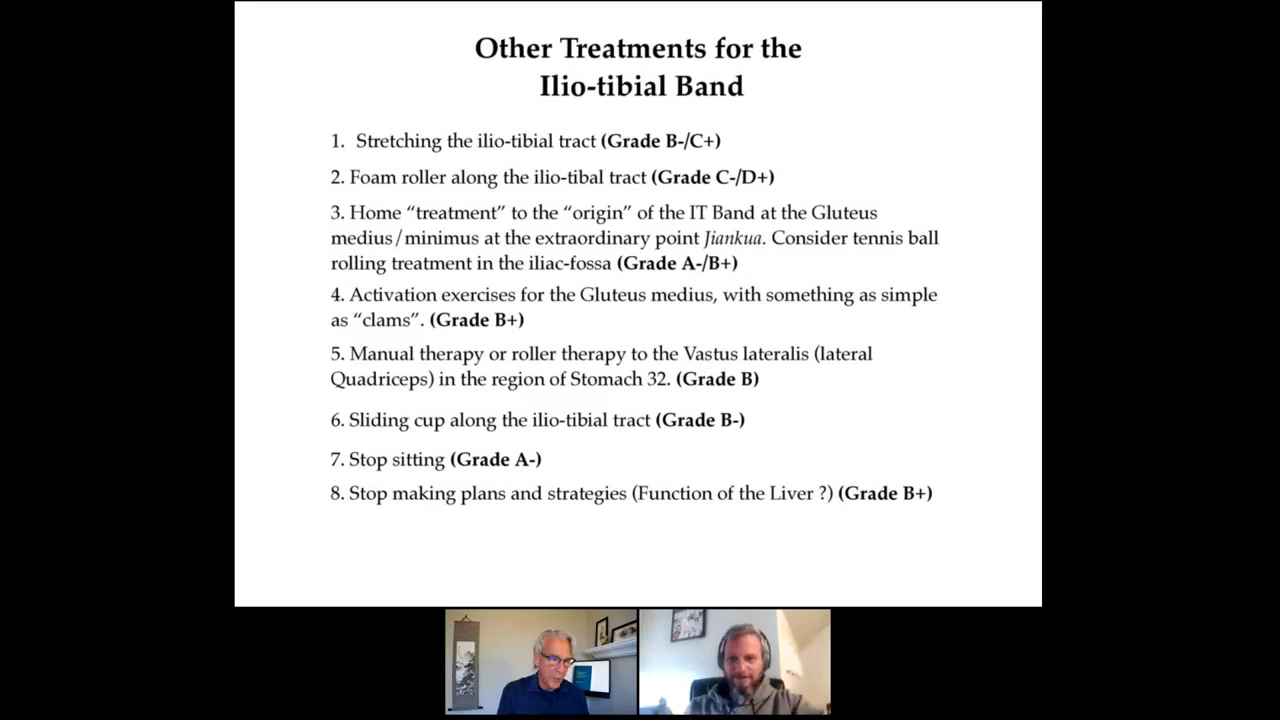 Other Treatments for the
Ilio-tibial Band
1. Stretching the ilio-tibial tract (Grade B-/C+)
2. Foam roller along the ilio-tibal tract (Grade C-/D+)
3. Home “treatment” to the “origin” of the IT Band at the Gluteus
medius/minimus at the extraordinary point Jiankua. Consider tennis ball
rolling treatment in the iliac-fossa (Grade A-/B+)
4. Activation exercises for the Gluteus medius, with something as simple
as “clams”. (Grade B+)
5. Manual therapy or roller therapy to the Vastus lateralis (lateral
Quadriceps) in the region of Stomach 32. (Grade B)
6. Sliding cup along the ilio-tibial tract (Grade B-)
7. Stop sitting (Grade A-)
8. Stop making plans and strategies (Function of the Liver ?) (Grade B+)